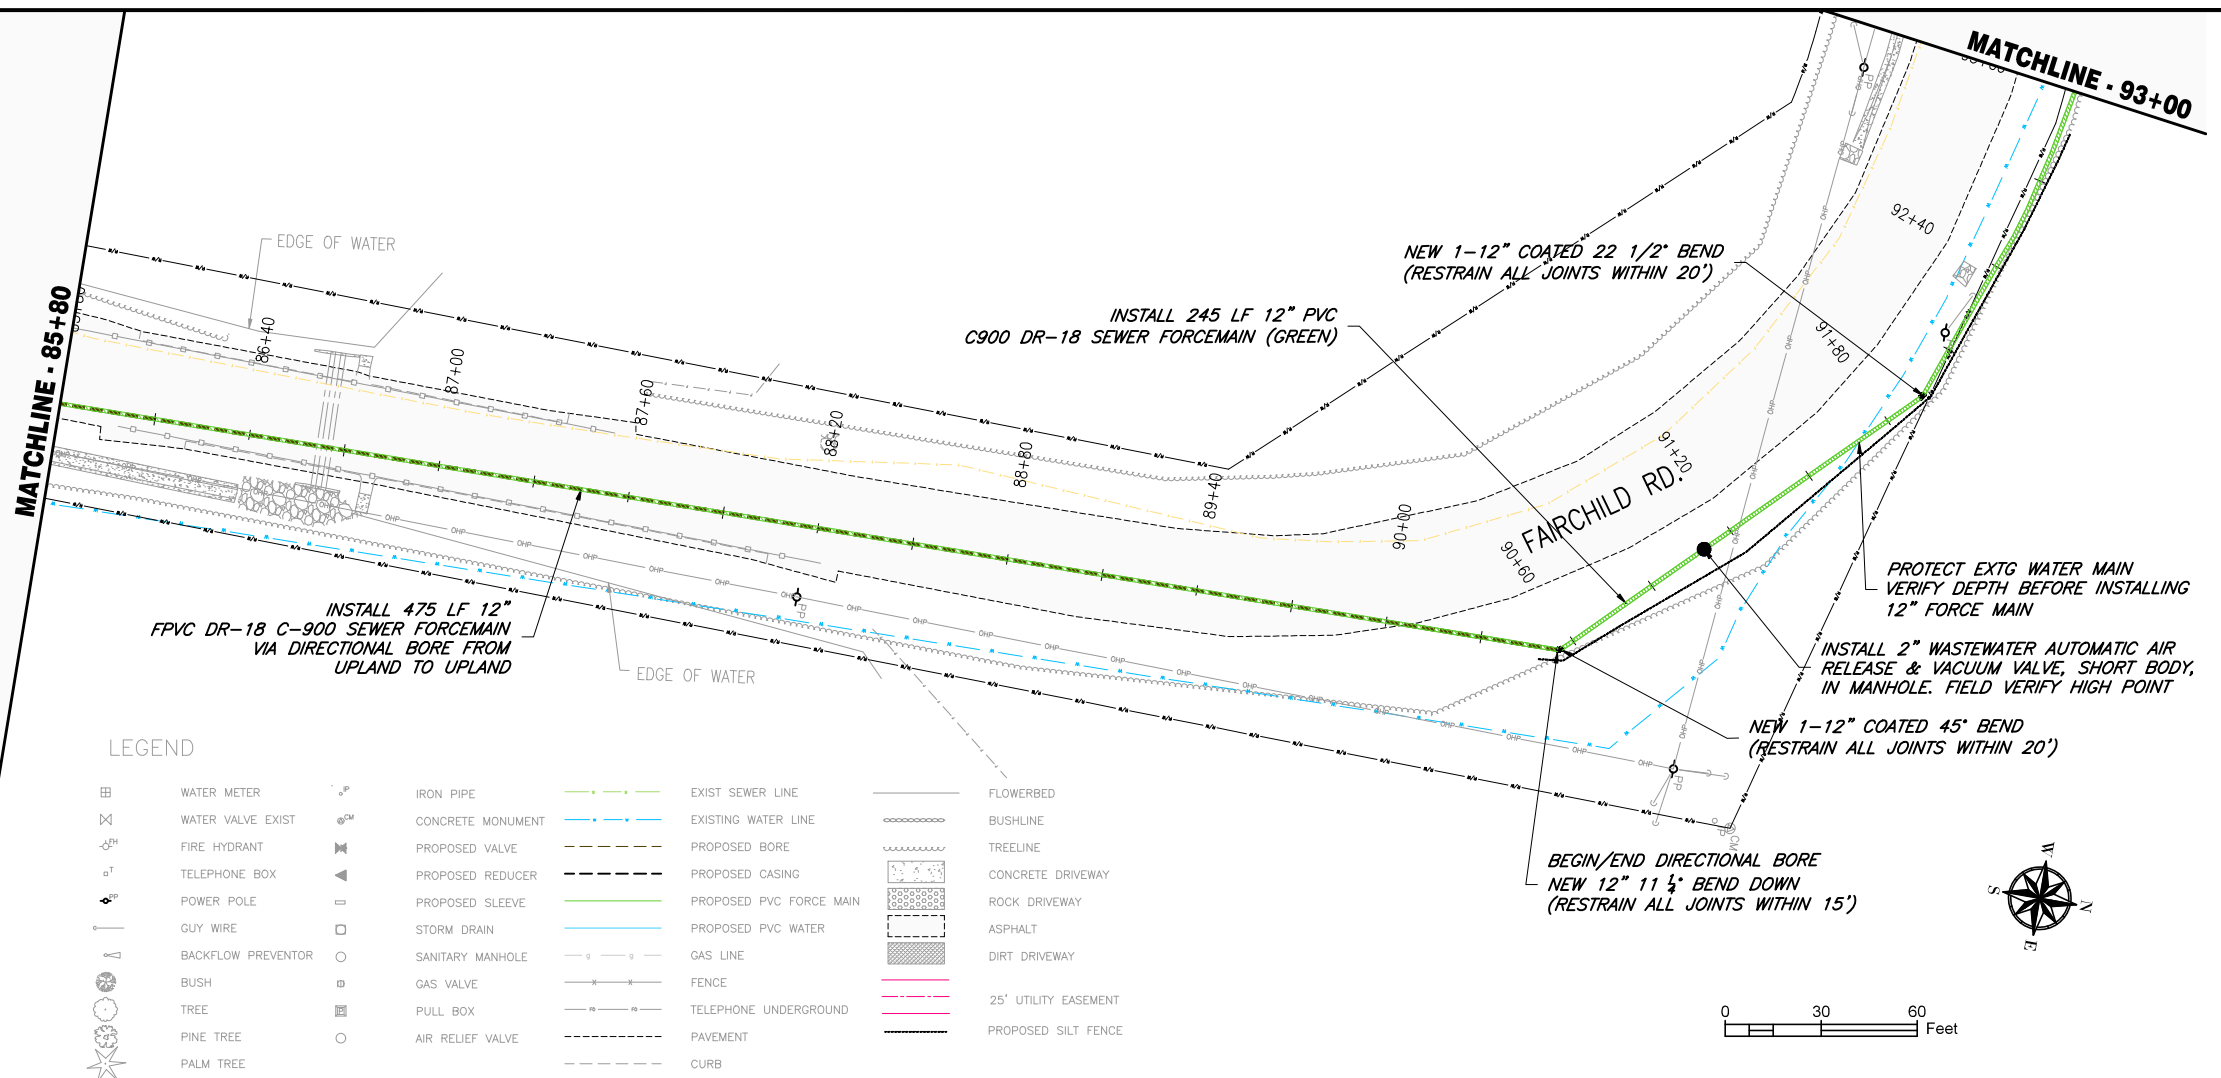 MATCHLINE - 93+00
MATCHLINE - 85+80
EDGE OF WATER
86+40
87+00
87+60
88+20
88+80
89+40
90+00
90+60
91+20
91+80
92+40
FAIRCHILD RD.
NEW 1-12" COATED 22 1/2° BEND
(RESTRAIN ALL JOINTS WITHIN 20')
INSTALL 245 LF 12" PVC
C900 DR-18 SEWER FORCEMAIN (GREEN)
INSTALL 475 LF 12"
FPVC DR-18 C-900 SEWER FORCEMAIN
VIA DIRECTIONAL BORE FROM
UPLAND TO UPLAND
EDGE OF WATER
PROTECT EXTG WATER MAIN
VERIFY DEPTH BEFORE INSTALLING
12" FORCE MAIN
INSTALL 2" WASTEWATER AUTOMATIC AIR
RELEASE & VACUUM VALVE, SHORT BODY,
IN MANHOLE. FIELD VERIFY HIGH POINT
NEW 1-12" COATED 45° BEND
(RESTRAIN ALL JOINTS WITHIN 20')
BEGIN/END DIRECTIONAL BORE
NEW 12" 11 1/4° BEND DOWN
(RESTRAIN ALL JOINTS WITHIN 15')
PP
PP
PP
IP
CM
OHP
LEGEND
WATER METER
WATER VALVE EXIST
FH
FIRE HYDRANT
T
TELEPHONE BOX
PP
POWER POLE
GUY WIRE
BACKFLOW PREVENTOR
BUSH
TREE
PINE TREE
PALM TREE
IP
IRON PIPE
CM
CONCRETE MONUMENT
PROPOSED VALVE
PROPOSED REDUCER
PROPOSED SLEEVE
STORM DRAIN
SANITARY MANHOLE
GAS VALVE
PULL BOX
AIR RELIEF VALVE
EXIST SEWER LINE
EXISTING WATER LINE
PROPOSED BORE
PROPOSED CASING
PROPOSED PVC FORCE MAIN
PROPOSED PVC WATER
GAS LINE
FENCE
TELEPHONE UNDERGROUND
PAVEMENT
CURB
FLOWERBED
BUSHLINE
TREELINE
CONCRETE DRIVEWAY
ROCK DRIVEWAY
ASPHALT
DIRT DRIVEWAY
25' UTILITY EASEMENT
PROPOSED SILT FENCE
W
S
N
E
0 30 60
Feet